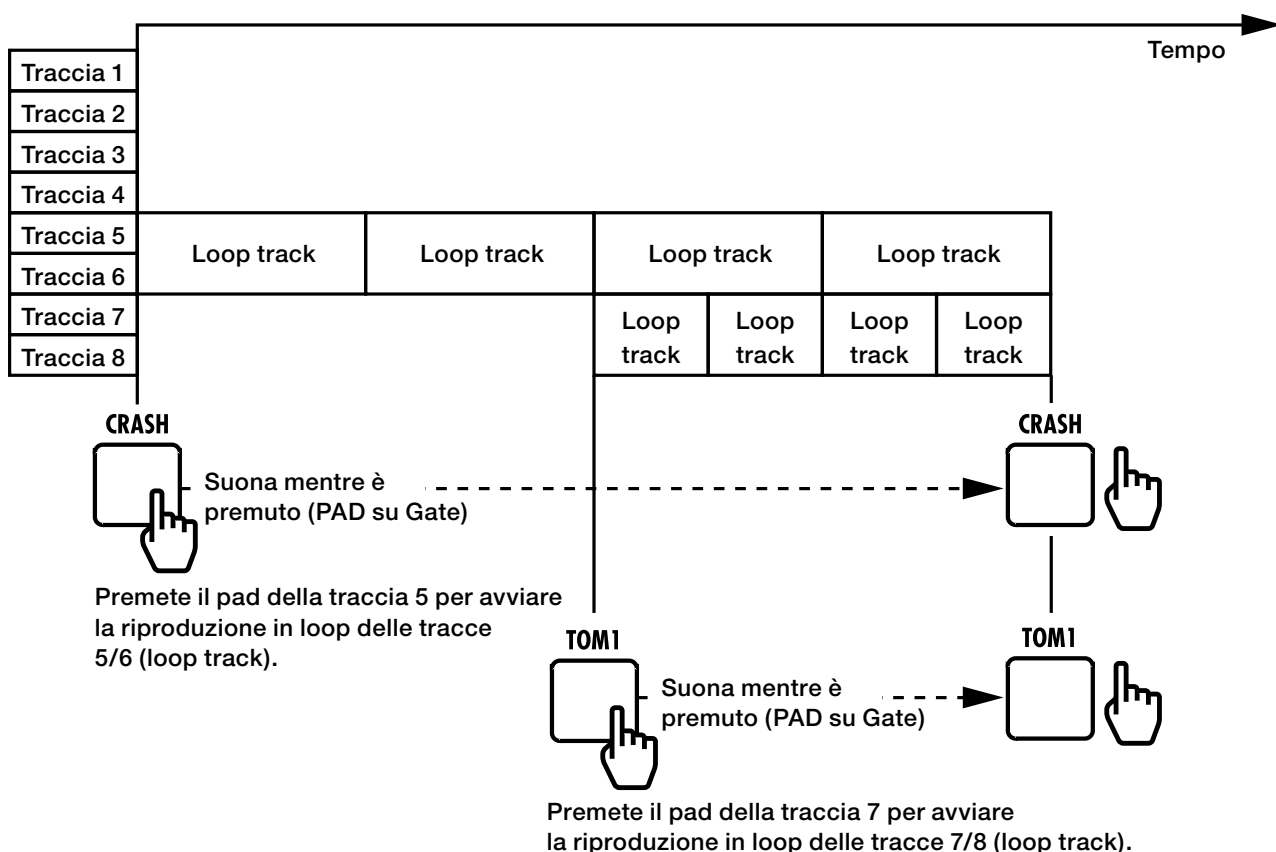 Tempo
Traccia 1
Traccia 2
Traccia 3
Traccia 4
Traccia 5
Traccia 6
Traccia 7
Traccia 8
Loop track
Loop track
Loop track
Loop track
Loop
track
Loop
track
Loop
track
Loop
track
CRASH
CRASH
Suona mentre è
premuto (PAD su Gate)
Premete il pad della traccia 5 per avviare
la riproduzione in loop delle tracce
5/6 (loop track).
TOM1
TOM1
Suona mentre è
premuto (PAD su Gate)
Premete il pad della traccia 7 per avviare
la riproduzione in loop delle tracce 7/8 (loop track).